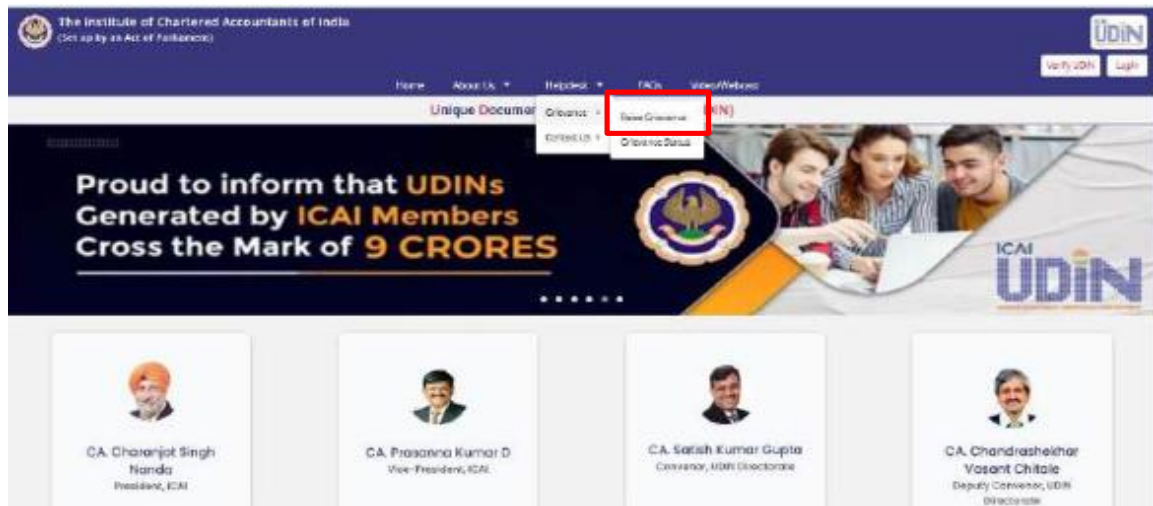 The Institute of Chartered Accountants of India
(Set up by an Act of Parliament)
UDIN
Verify UDIN Login
Home About Us Helpdesk FAQs Video/Webcast
Unique Documen DIN)
Grievance Raise Grievance
Contact Us Grievance Status
Proud to inform that UDINs
Generated by ICAI Members
Cross the Mark of 9 CRORES
ICAI
UDIN
CA. Charanjot Singh
Nanda
President, ICAI
CA. Prasanna Kumar D
Vice-President, ICAI
CA. Satish Kumar Gupta
Convenor, UDIN Directorate
CA. Chandrashekhar
Vasant Chitale
Deputy Convenor, UDIN
Directorate